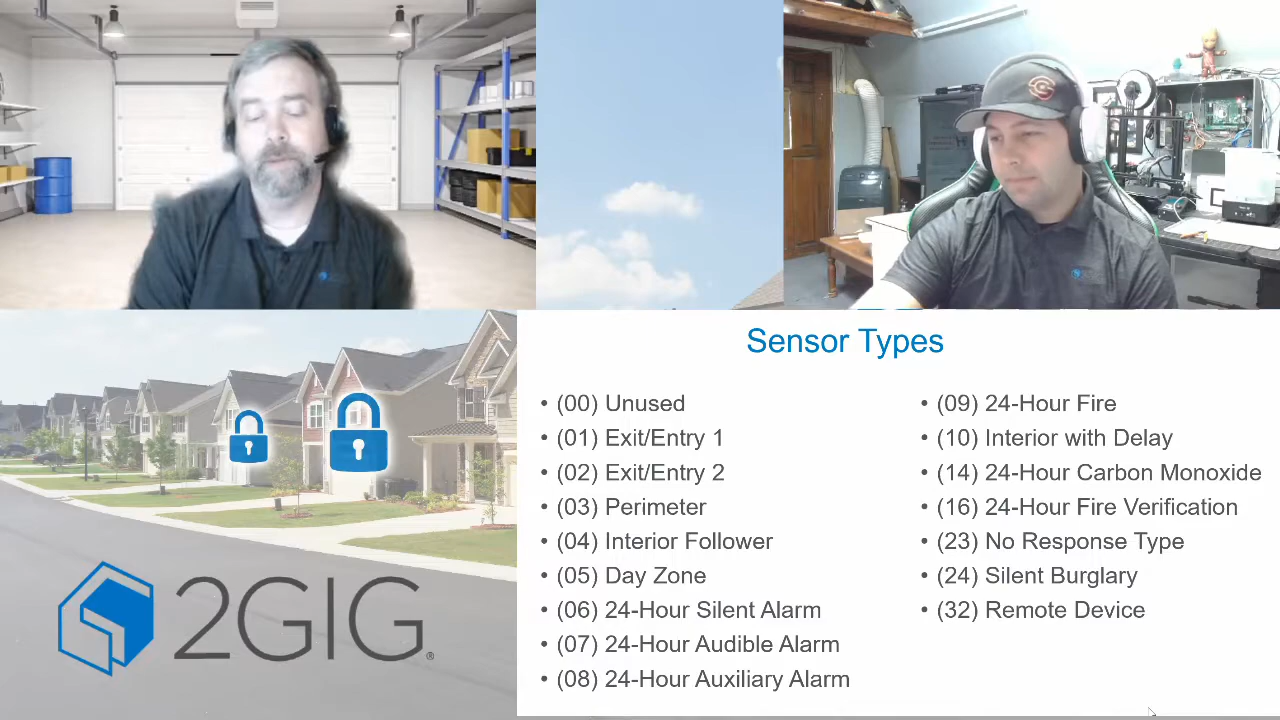 Sensor Types
• (00) Unused
• (01) Exit/Entry 1
• (02) Exit/Entry 2
• (03) Perimeter
• (04) Interior Follower
• (05) Day Zone
• (06) 24-Hour Silent Alarm
• (07) 24-Hour Audible Alarm
• (08) 24-Hour Auxiliary Alarm
• (09) 24-Hour Fire
• (10) Interior with Delay
• (14) 24-Hour Carbon Monoxide
• (16) 24-Hour Fire Verification
• (23) No Response Type
• (24) Silent Burglary
• (32) Remote Device
2GIG®